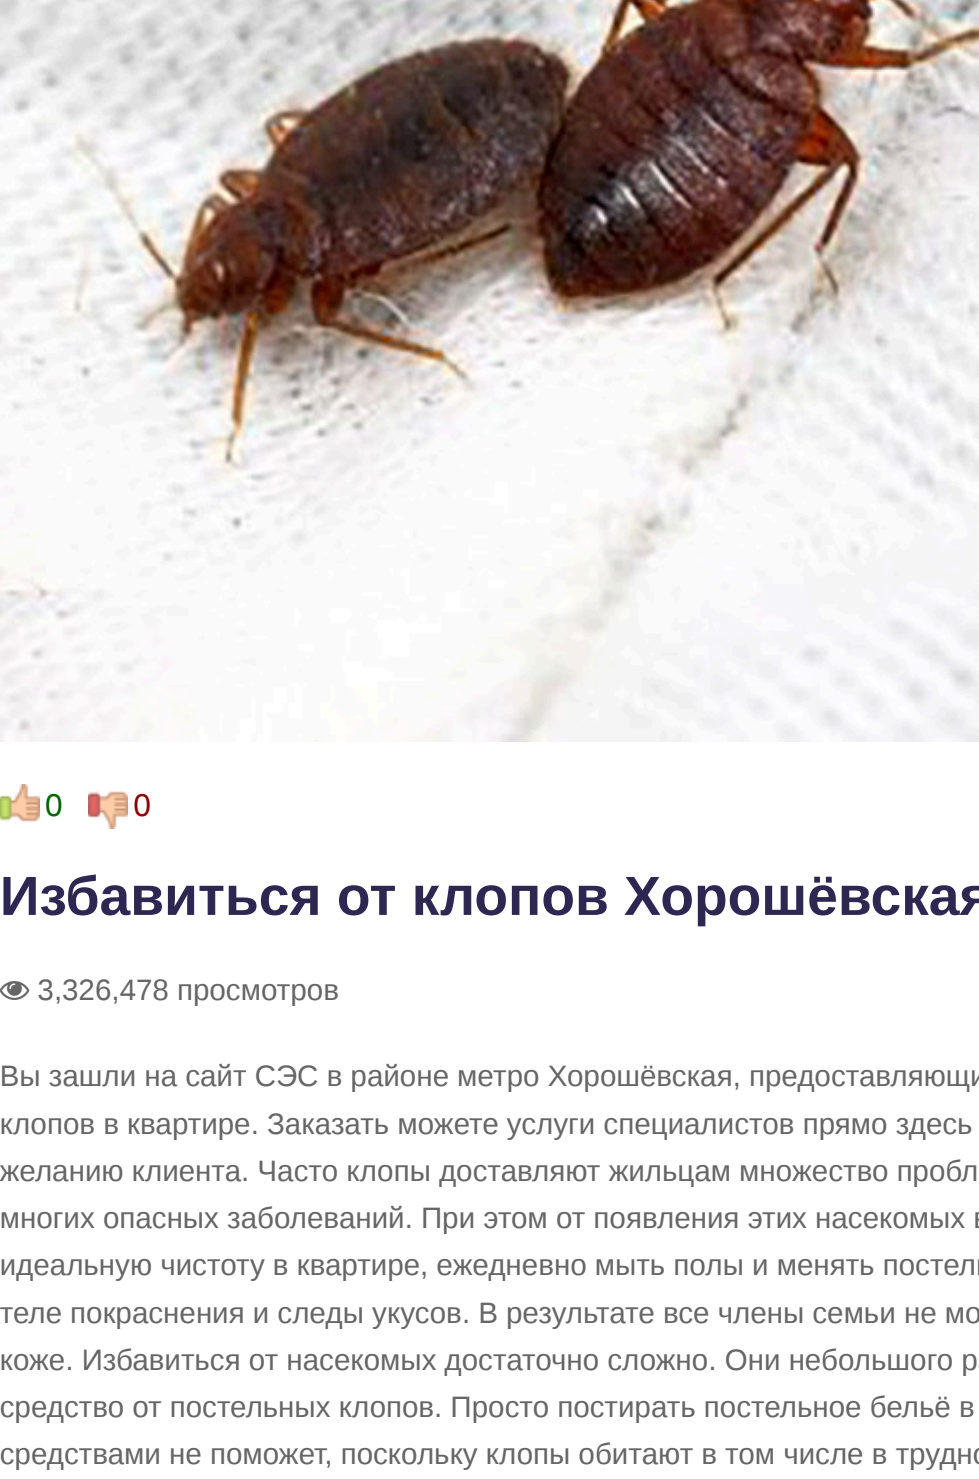 0 0
Избавиться от клопов Хорошёвская
3,326,478 просмотров
Вы зашли на сайт СЭС в районе метро Хорошёвская, предоставляющи
клопов в квартире. Заказать можете услуги специалистов прямо здесь
желанию клиента. Часто клопы доставляют жильцам множество пробл
многих опасных заболеваний. При этом от появления этих насекомых в
идеальную чистоту в квартире, ежедневно мыть полы и менять постел
теле покраснения и следы укусов. В результате все члены семьи не мо
коже. Избавиться от насекомых достаточно сложно. Они небольшого р
средство от постельных клопов. Просто постирать постельное бельё в
средствами не поможет, поскольку клопы обитают в том числе в трудно